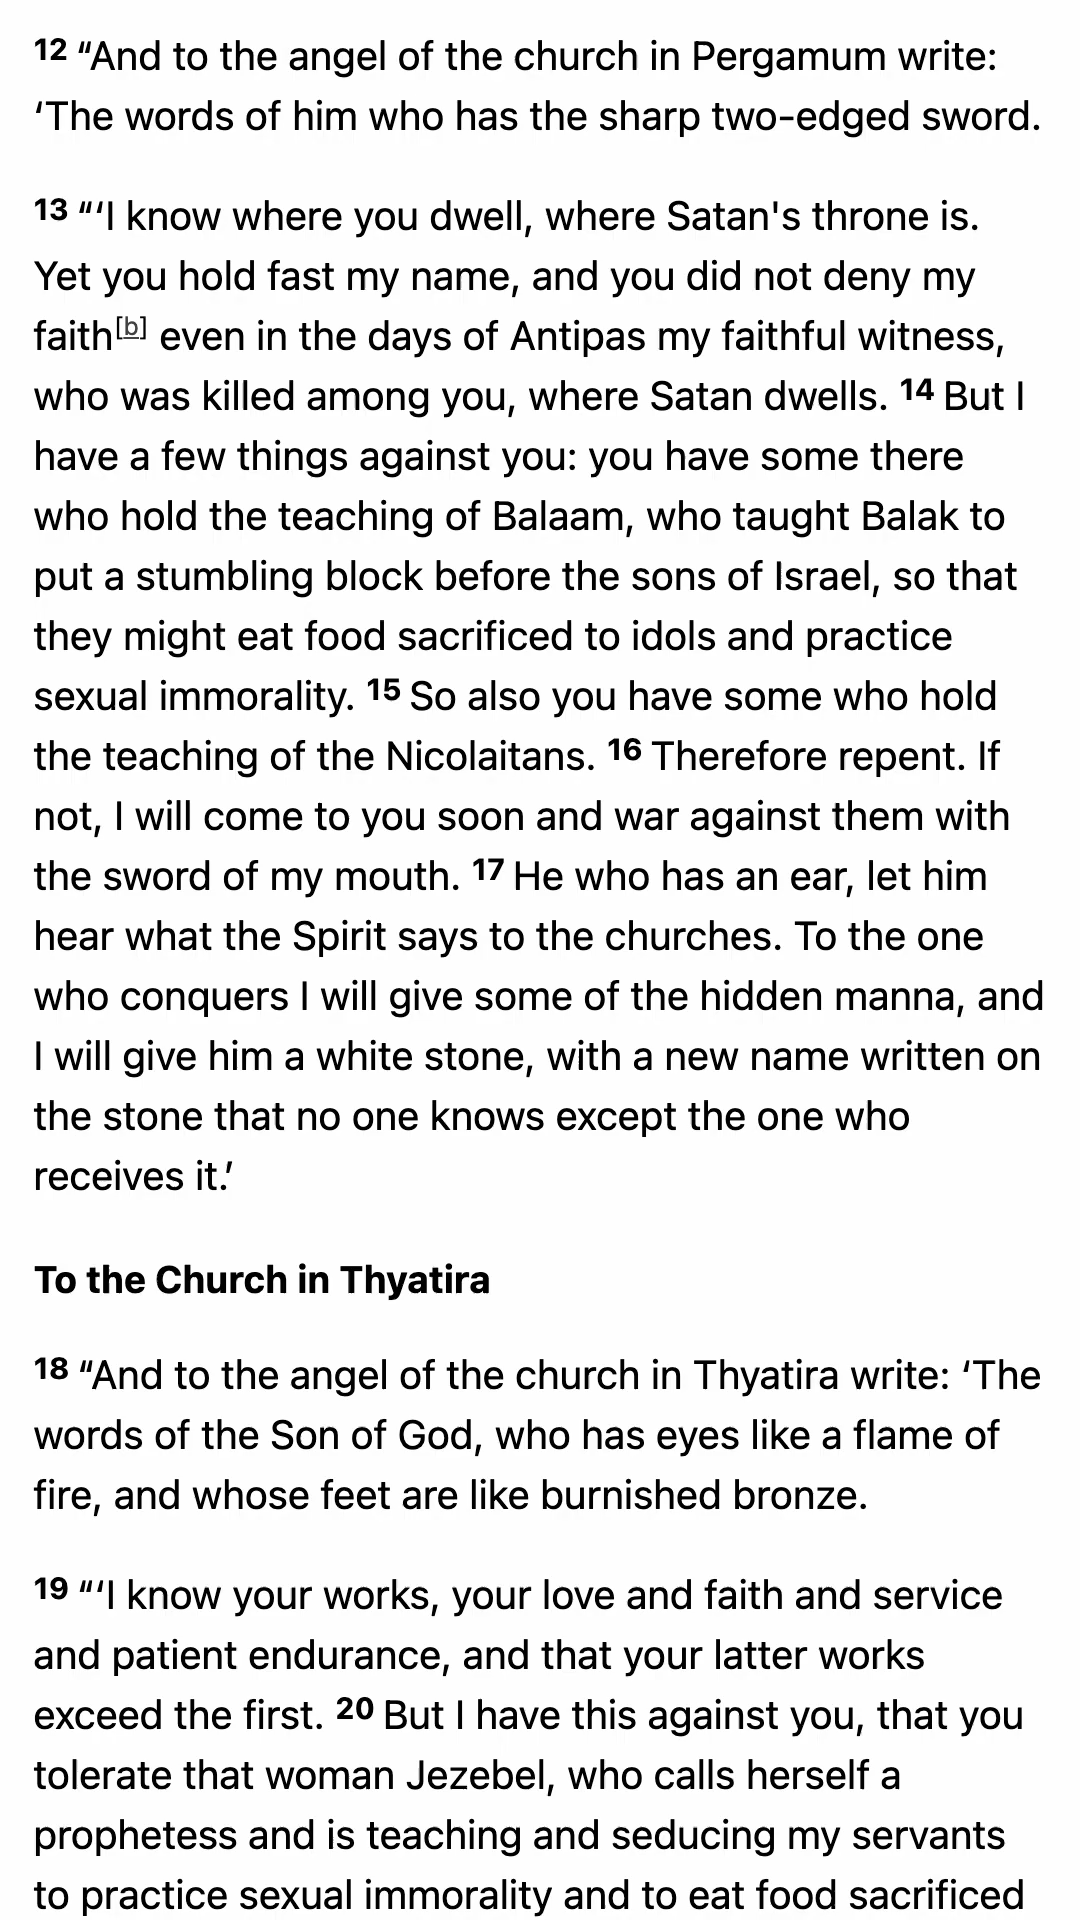 12 “And to the angel of the church in Pergamum write:
‘The words of him who has the sharp two-edged sword.
13 “‘I know where you dwell, where Satan's throne is.
Yet you hold fast my name, and you did not deny my
faith[b] even in the days of Antipas my faithful witness,
who was killed among you, where Satan dwells. 14 But I
have a few things against you: you have some there
who hold the teaching of Balaam, who taught Balak to
put a stumbling block before the sons of Israel, so that
they might eat food sacrificed to idols and practice
sexual immorality. 15 So also you have some who hold
the teaching of the Nicolaitans. 16 Therefore repent. If
not, I will come to you soon and war against them with
the sword of my mouth. 17 He who has an ear, let him
hear what the Spirit says to the churches. To the one
who conquers I will give some of the hidden manna, and
I will give him a white stone, with a new name written on
the stone that no one knows except the one who
receives it.’
To the Church in Thyatira
18 “And to the angel of the church in Thyatira write: ‘The
words of the Son of God, who has eyes like a flame of
fire, and whose feet are like burnished bronze.
19 “‘I know your works, your love and faith and service
and patient endurance, and that your latter works
exceed the first. 20 But I have this against you, that you
tolerate that woman Jezebel, who calls herself a
prophetess and is teaching and seducing my servants
to practice sexual immorality and to eat food sacrificed